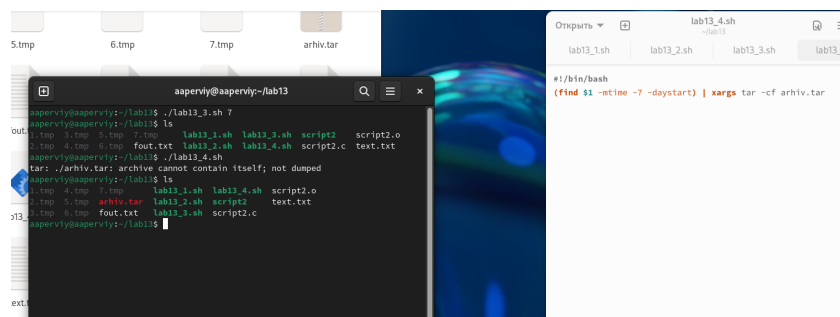 5.tmp 6.tmp 7.tmp arhiv.tar
aaperviy@aaperviy:~/lab13
aaperviy@aaperviy:~/lab13$ ./lab13_3.sh 7
aaperviy@aaperviy:~/lab13$ ls
1.tmp 3.tmp 5.tmp 7.tmp lab13_1.sh lab13_3.sh script2 script2.o
2.tmp 4.tmp 6.tmp fout.txt lab13_2.sh lab13_4.sh script2.c text.txt
aaperviy@aaperviy:~/lab13$ ./lab13_4.sh
tar: ./arhiv.tar: archive cannot contain itself; not dumped
aaperviy@aaperviy:~/lab13$ ls
1.tmp 4.tmp 7.tmp lab13_1.sh lab13_4.sh script2.o
2.tmp 5.tmp arhiv.tar lab13_2.sh script2 text.txt
3.tmp 6.tmp fout.txt lab13_3.sh script2.c
aaperviy@aaperviy:~/lab13$
Открыть lab13_4.sh
~/lab13
lab13_1.sh lab13_2.sh lab13_3.sh lab13_
#!/bin/bash
(find $1 -mtime -7 -daystart) | xargs tar -cf arhiv.tar